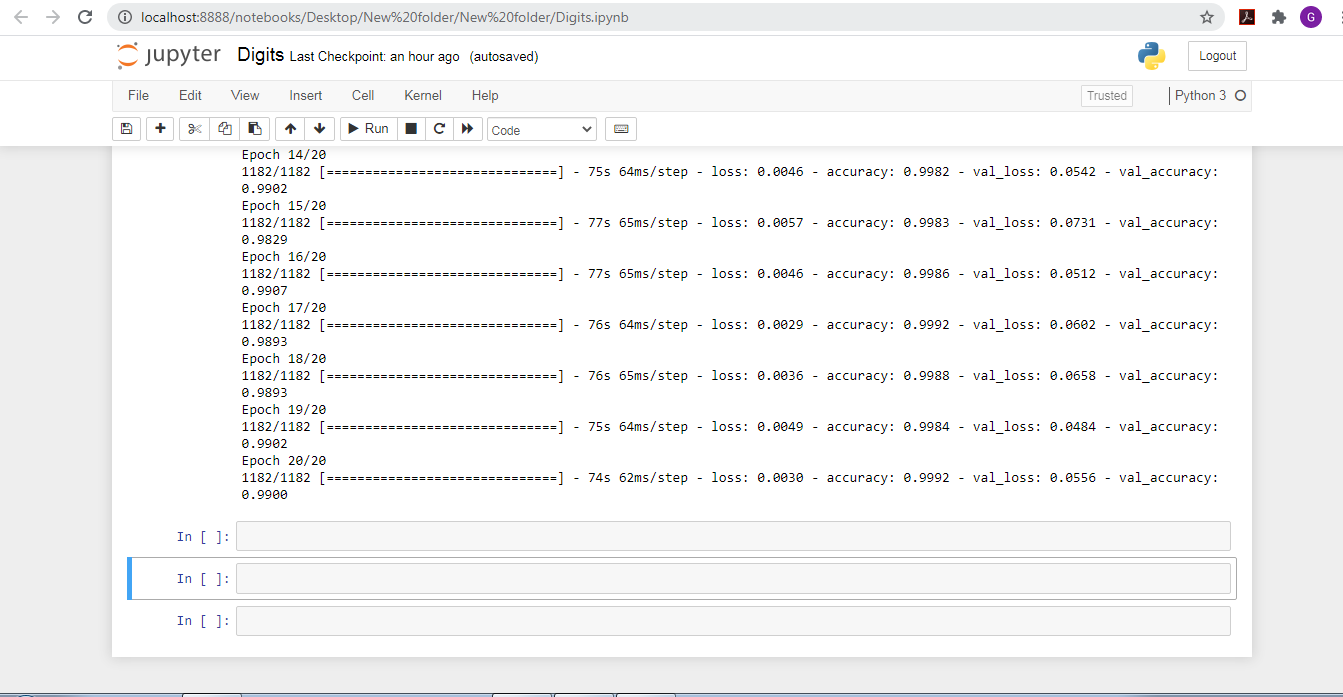 localhost:8888/notebooks/Desktop/New%20folder/New%20folder/Digits.ipynb
G
jupyter Digits Last Checkpoint: an hour ago (autosaved)
Logout
File Edit View Insert Cell Kernel Help
Trusted
Python 3
Run
Code
Epoch 14/20
1182/1182 [==============================] - 75s 64ms/step - loss: 0.0046 - accuracy: 0.9982 - val_loss: 0.0542 - val_accuracy:
0.9902
Epoch 15/20
1182/1182 [==============================] - 77s 65ms/step - loss: 0.0057 - accuracy: 0.9983 - val_loss: 0.0731 - val_accuracy:
0.9829
Epoch 16/20
1182/1182 [==============================] - 77s 65ms/step - loss: 0.0046 - accuracy: 0.9986 - val_loss: 0.0512 - val_accuracy:
0.9907
Epoch 17/20
1182/1182 [==============================] - 76s 64ms/step - loss: 0.0029 - accuracy: 0.9992 - val_loss: 0.0602 - val_accuracy:
0.9893
Epoch 18/20
1182/1182 [==============================] - 76s 65ms/step - loss: 0.0036 - accuracy: 0.9988 - val_loss: 0.0658 - val_accuracy:
0.9893
Epoch 19/20
1182/1182 [==============================] - 75s 64ms/step - loss: 0.0049 - accuracy: 0.9984 - val_loss: 0.0484 - val_accuracy:
0.9902
Epoch 20/20
1182/1182 [==============================] - 74s 62ms/step - loss: 0.0030 - accuracy: 0.9992 - val_loss: 0.0556 - val_accuracy:
0.9900
In [ ]:
In [ ]:
In [ ]: